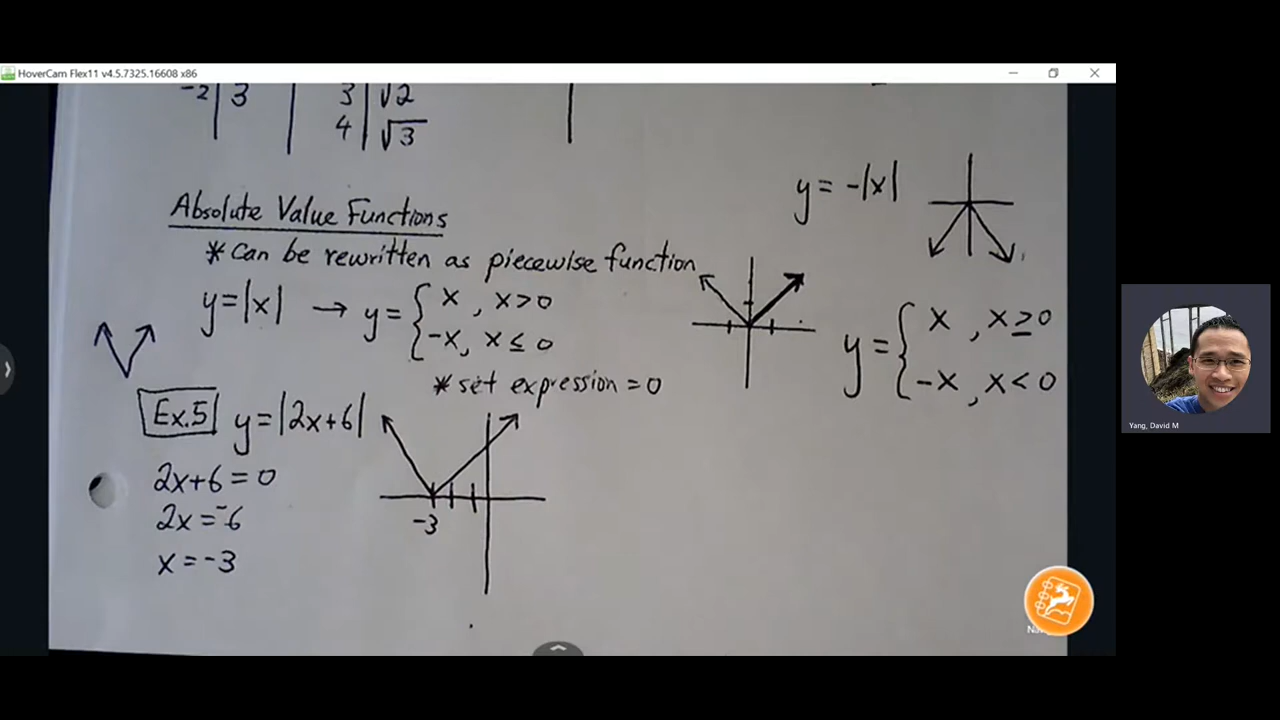 HoverCam Flex11 v4.5.7325.16608 x86
-2 | 3 3 | √2
4 | √3
y = -|x|
Absolute Value Functions
* Can be rewritten as piecewise function
y = |x| → y = { x , x > 0
-x, x ≤ 0
y = { x , x ≥ 0
-x , x < 0
* set expression = 0
Ex.5 y = |2x+6|
2x+6 = 0
2x = -6
x = -3
-3
Yang, David M